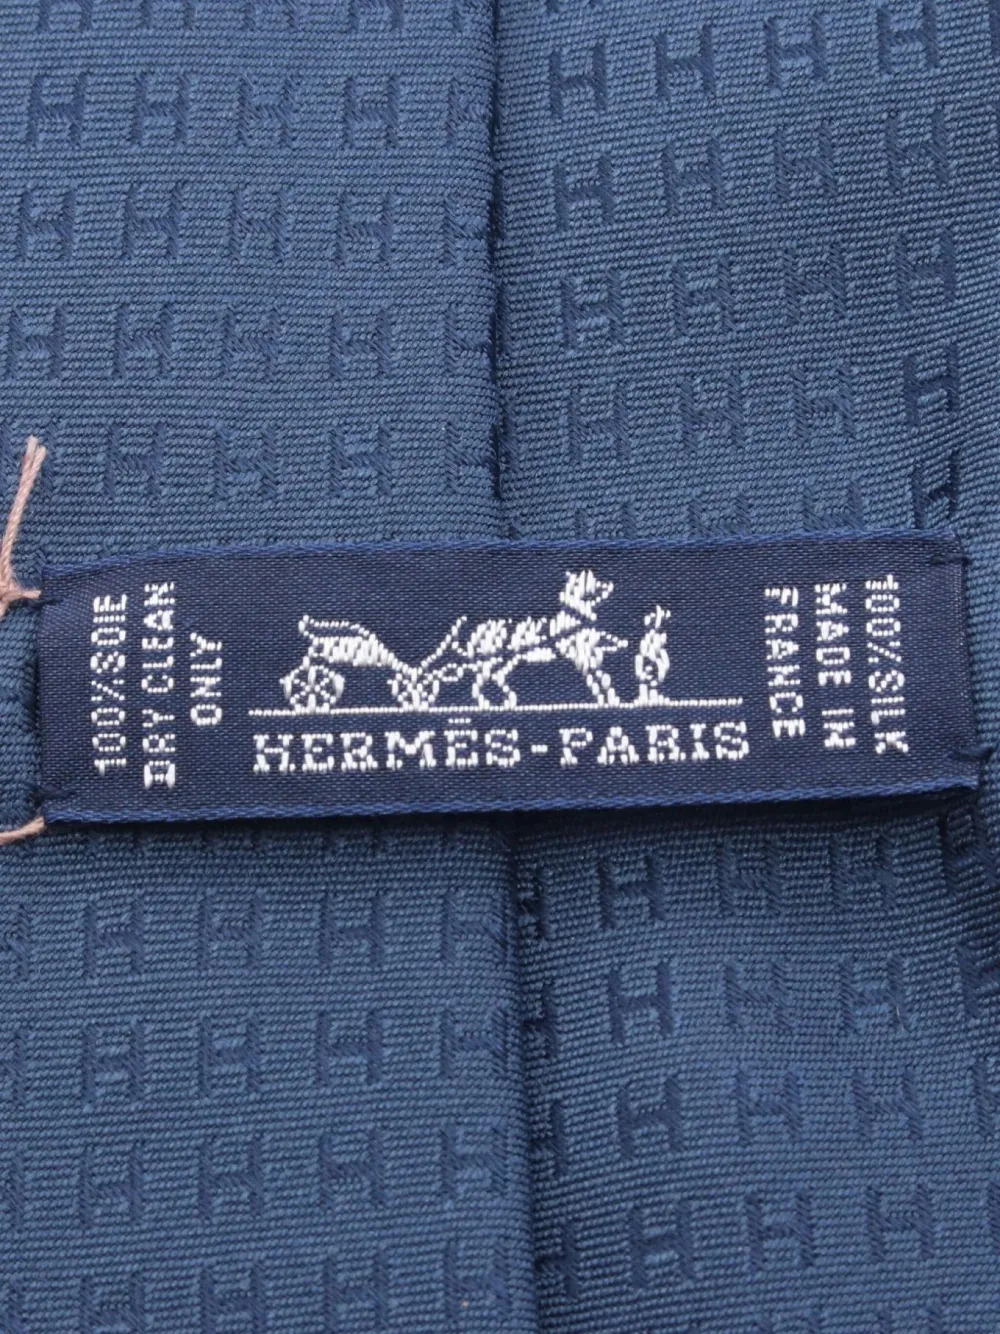 100%SOIE
DRY CLEAN
ONLY
HERMÈS-PARIS
100%SILK
MADE IN
FRANCE